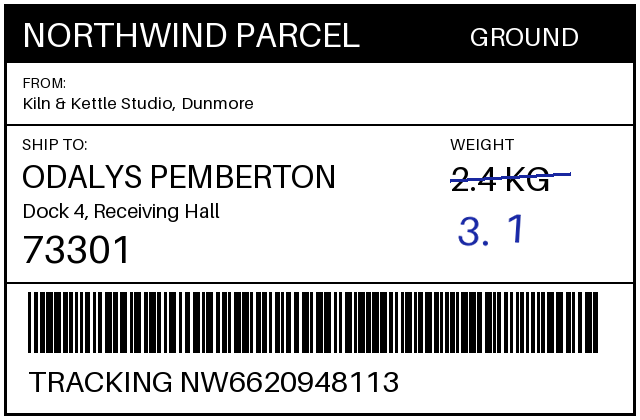 NORTHWIND PARCEL GROUND
FROM:
Kiln & Kettle Studio, Dunmore
SHIP TO:
ODALYS PEMBERTON
Dock 4, Receiving Hall
73301
WEIGHT
2.4 KG
3. 1
TRACKING NW6620948113